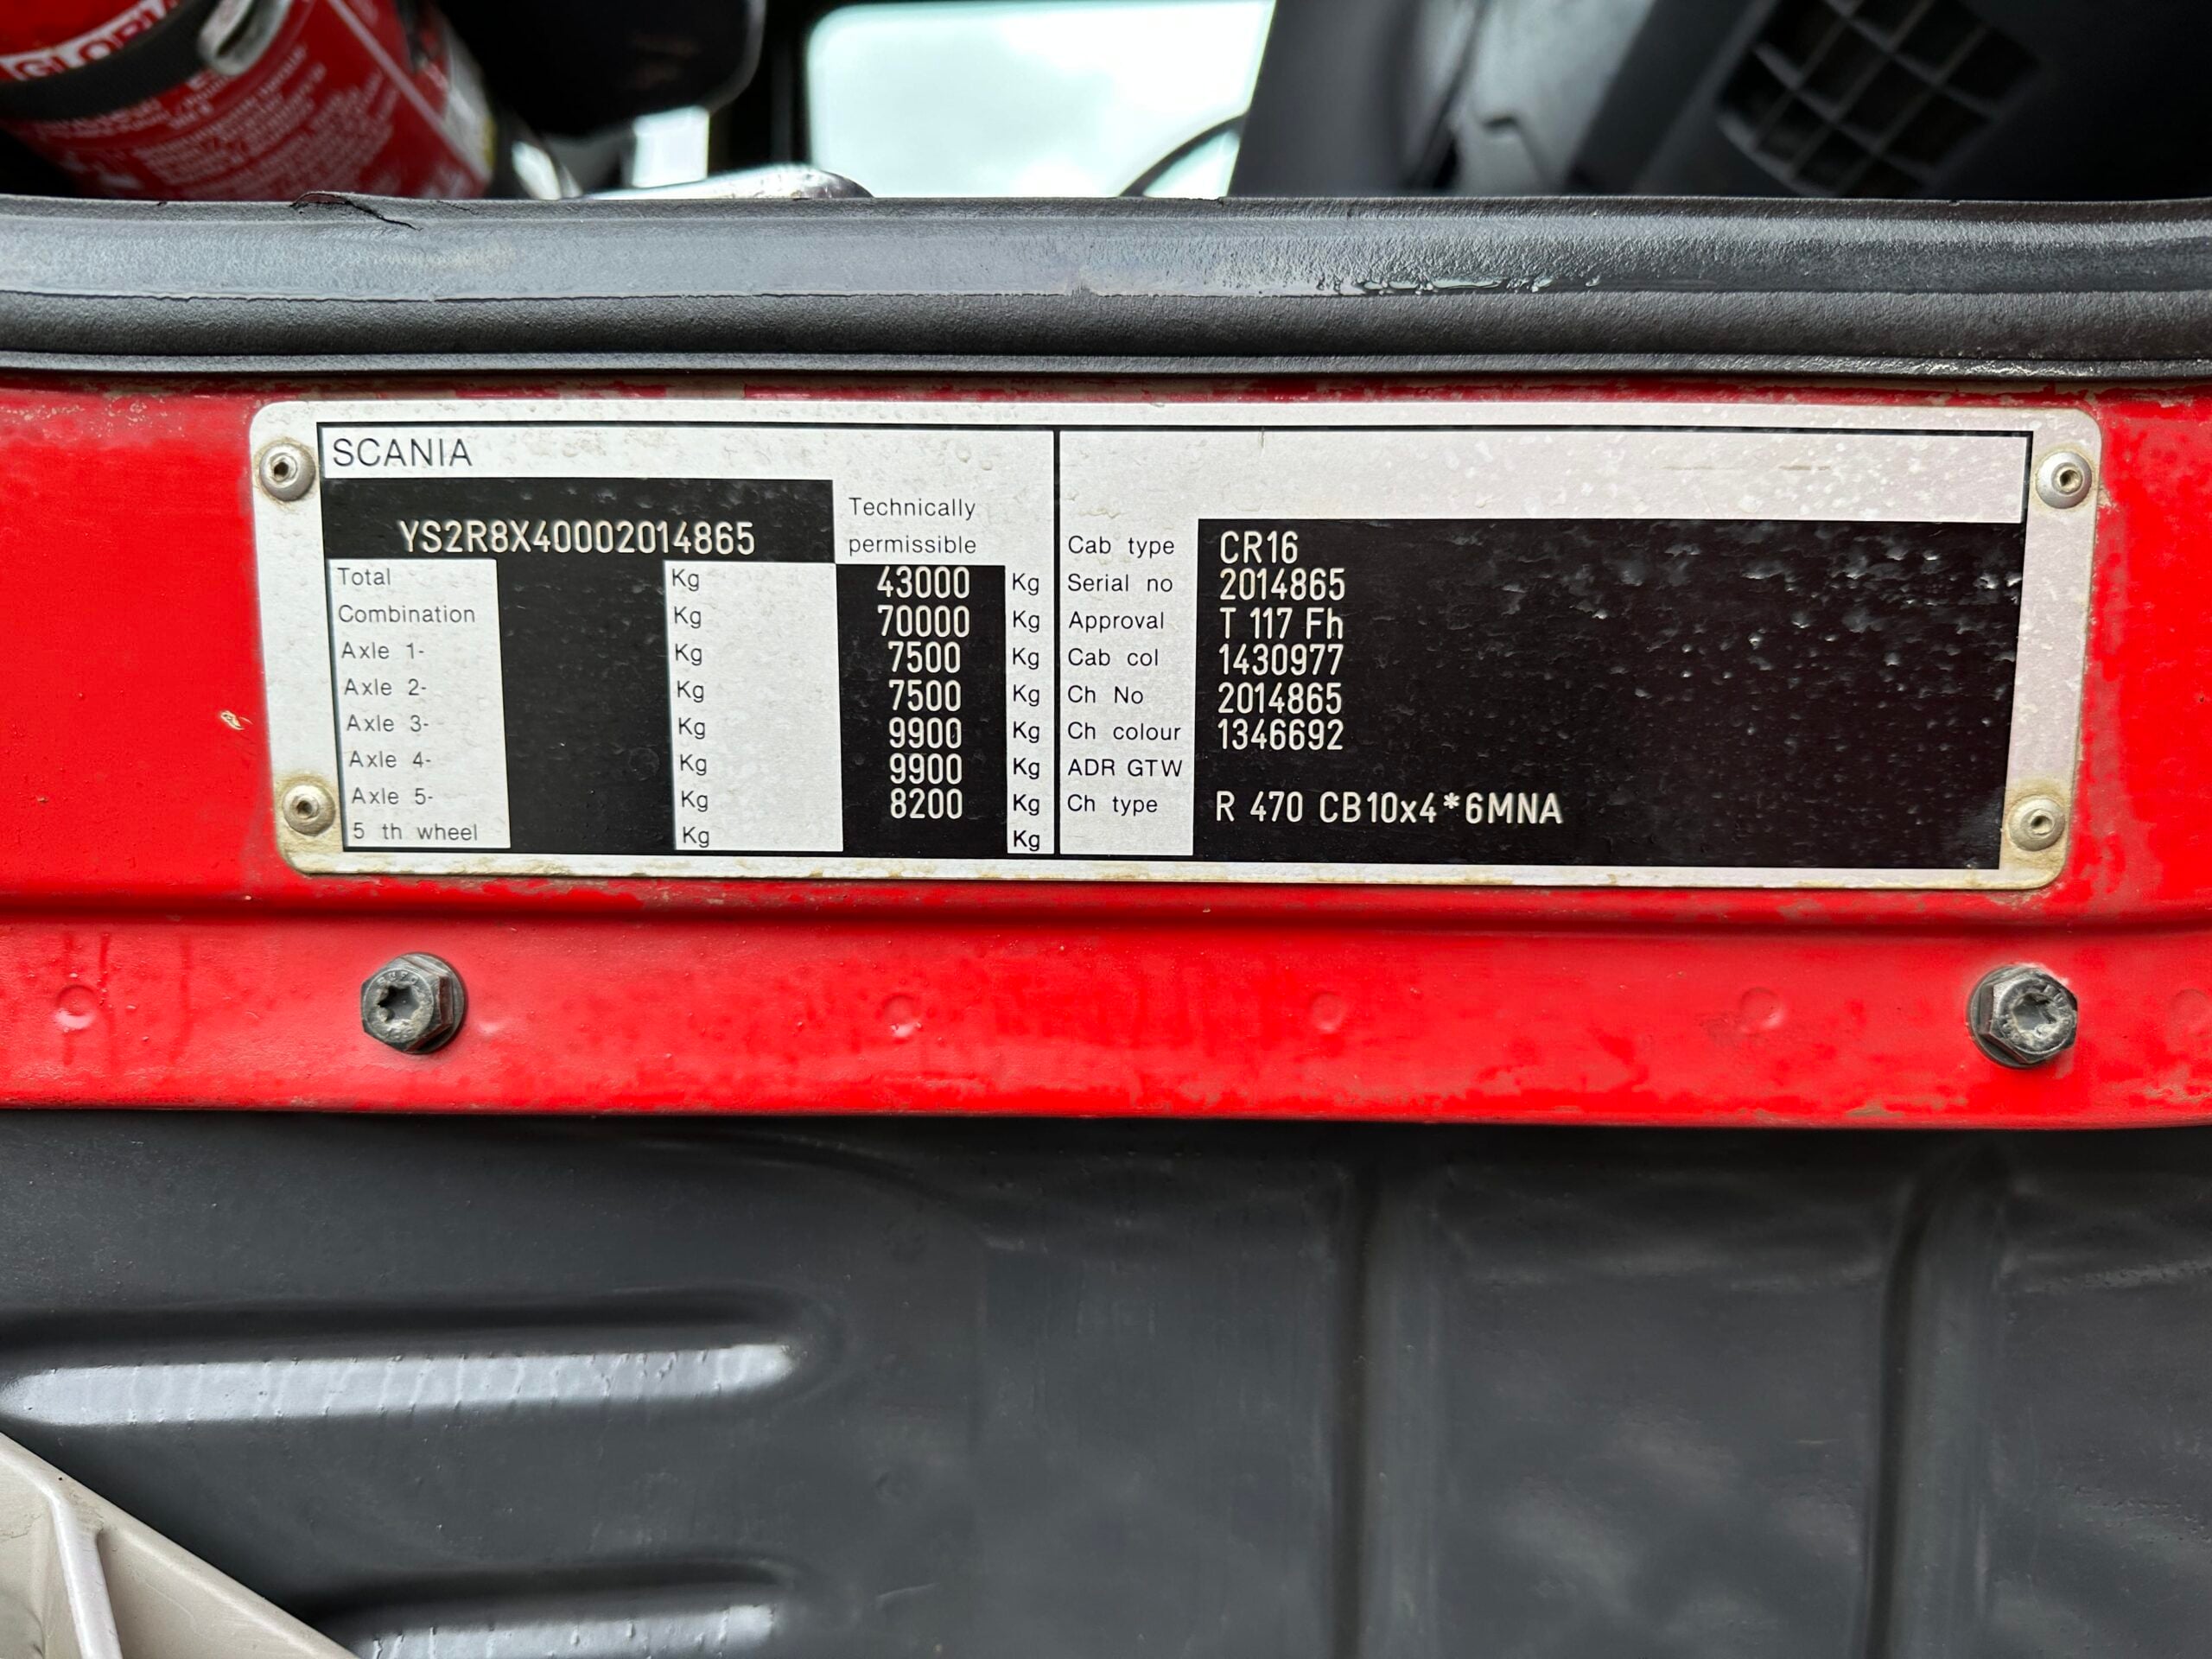 SCANIA
YS2R8X40002014865
Technically
permissible
Total Kg 43000 Kg
Combination Kg 70000 Kg
Axle 1- Kg 7500 Kg
Axle 2- Kg 7500 Kg
Axle 3- Kg 9900 Kg
Axle 4- Kg 9900 Kg
Axle 5- Kg 8200 Kg
5 th wheel Kg Kg
Cab type CR16
Serial no 2014865
Approval T 117 Fh
Cab col 1430977
Ch No 2014865
Ch colour 1346692
ADR GTW
Ch type R 470 CB10x4*6MNA